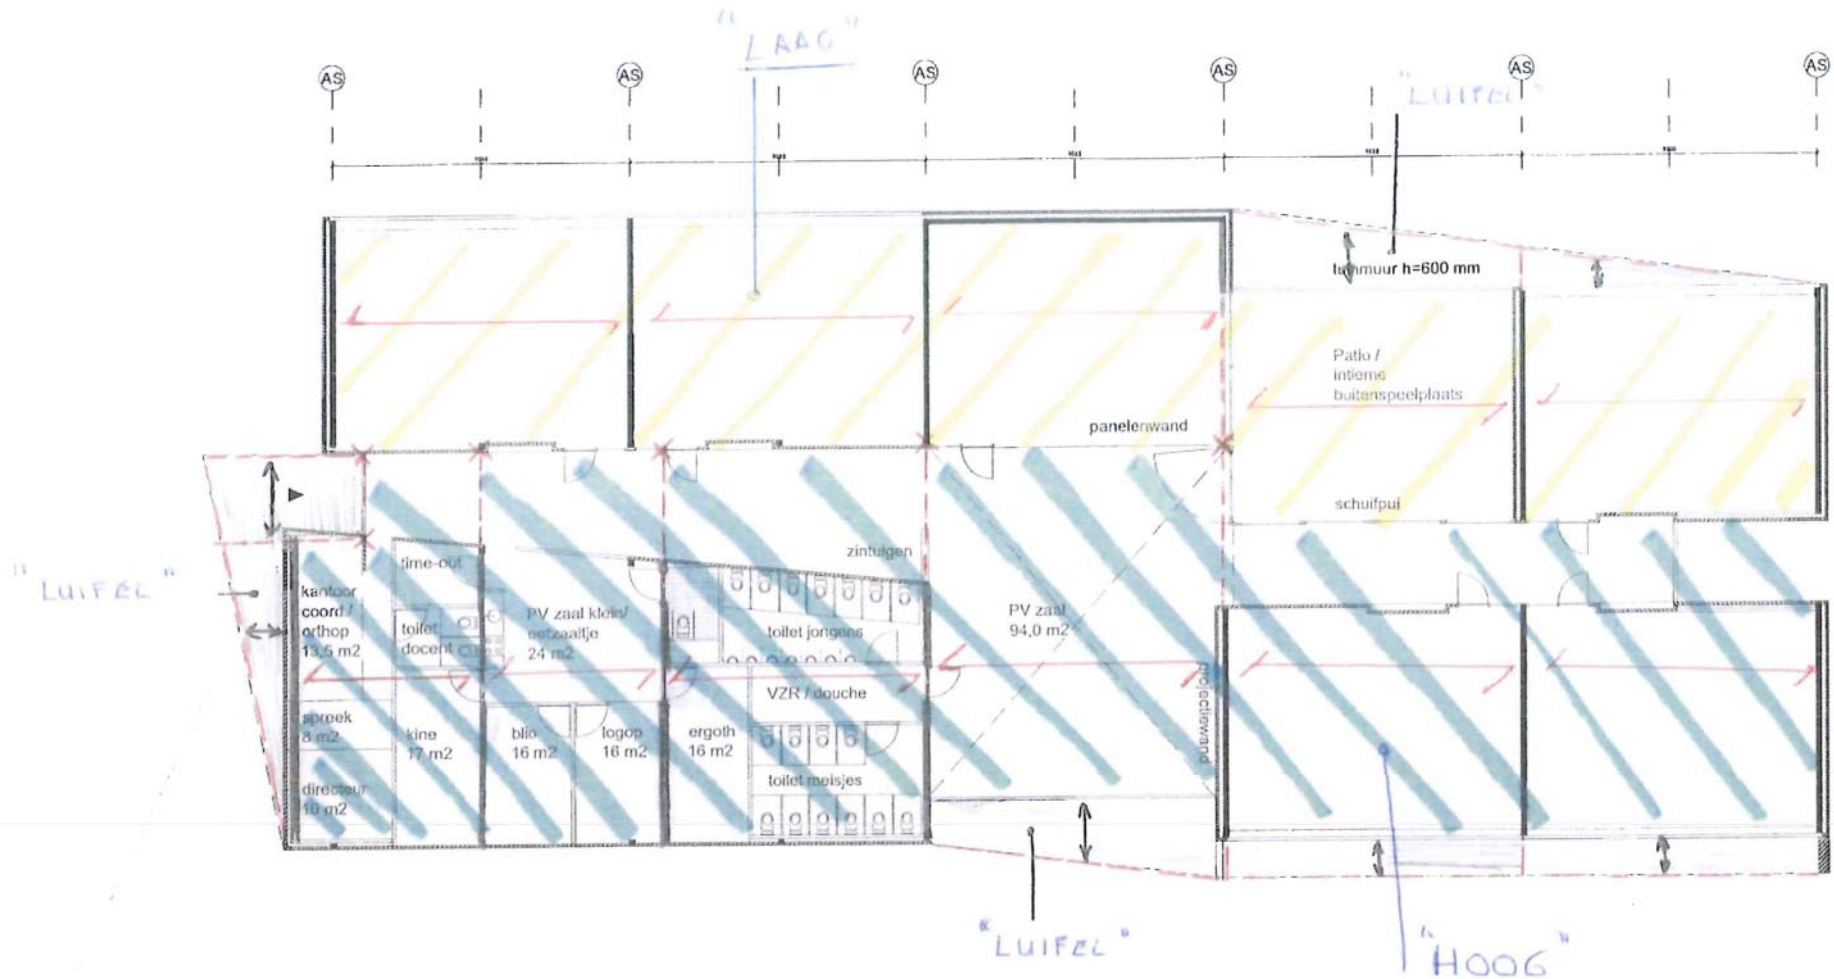 "LAAG"
AS
AS
AS
AS
AS
AS
"LUIFEL"
tuinmuur h=600 mm
Patio /
intieme
buitenspeelplaats
panelenwand
schuifpui
"LUIFEL"
zintuigen
time-out
kantoor
coord /
orthop
13,5 m2
toilet
docent
PV zaal klein/
eetzaaltje
24 m2
toilet jongens
PV zaal
94,0 m2
projectiewand
VZR / douche
spreek
8 m2
kine
17 m2
blio
16 m2
logop
16 m2
ergoth
16 m2
directeur
10 m2
toilet meisjes
"LUIFEL"
"HOOG"